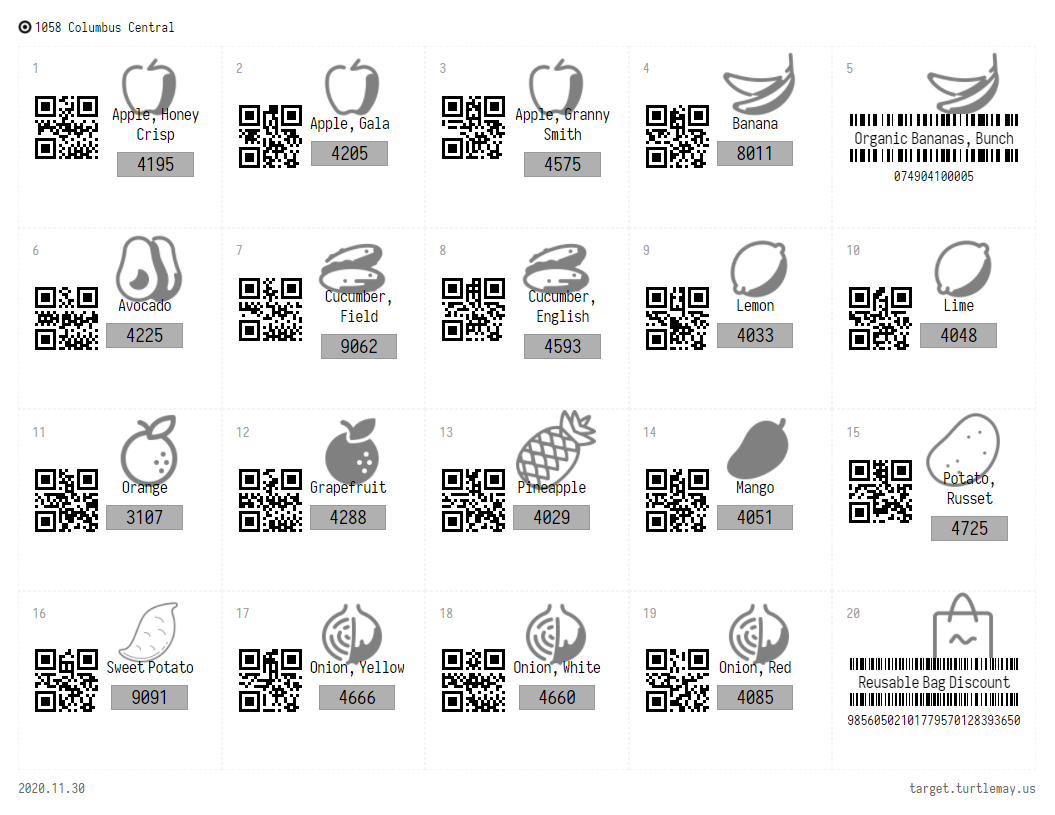 1058 Columbus Central
1
Apple, Honey
Crisp
4195
2
Apple, Gala
4205
3
Apple, Granny
Smith
4575
4
Banana
8011
5
Organic Bananas, Bunch
074904100005
6
Avocado
4225
7
Cucumber,
Field
9062
8
Cucumber,
English
4593
9
Lemon
4033
10
Lime
4048
11
Orange
3107
12
Grapefruit
4288
13
Pineapple
4029
14
Mango
4051
15
Potato,
Russet
4725
16
Sweet Potato
9091
17
Onion, Yellow
4666
18
Onion, White
4660
19
Onion, Red
4085
20
Reusable Bag Discount
98560502101779570128393650
2020.11.30
target.turtlemay.us